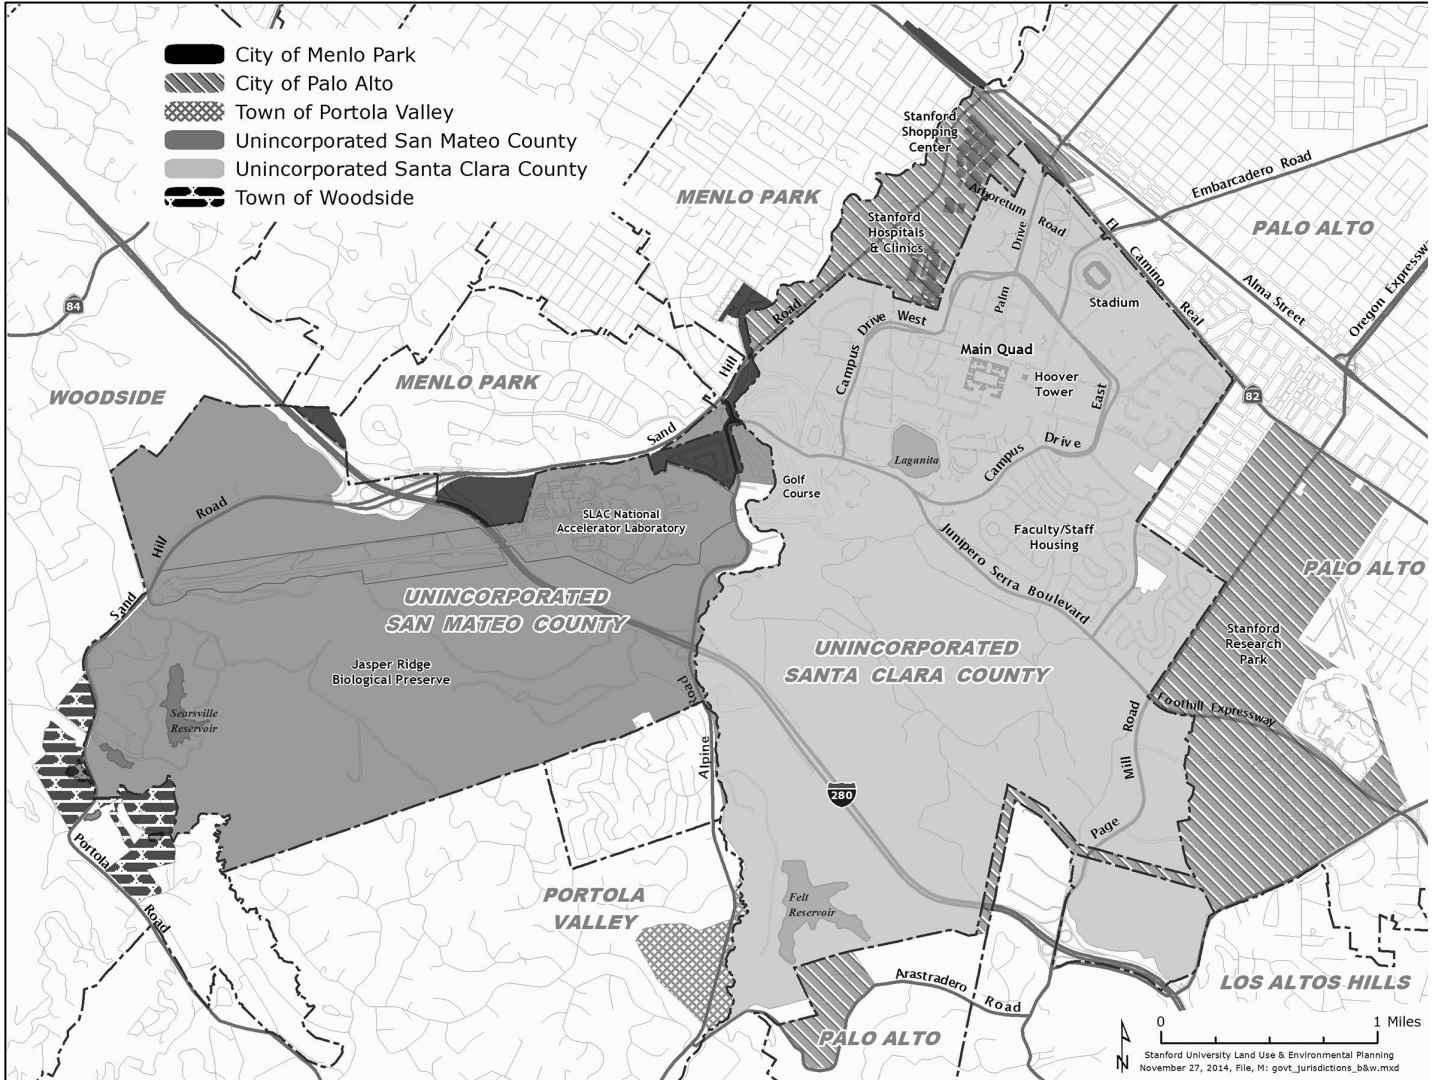 City of Menlo Park
City of Palo Alto
Town of Portola Valley
Unincorporated San Mateo County
Unincorporated Santa Clara County
Town of Woodside
Stanford
Shopping
Center
MENLO PARK
Embarcadero Road
Arboretum Road
Stanford
Hospitals
& Clinics
Palm Drive
El Camino Real
PALO ALTO
Alma Street
Oregon Expressw
84
Stadium
Road
Campus Drive West
Main Quad
Hoover
Tower
Hill
MENLO PARK
WOODSIDE
East
82
Sand
Campus Drive
Lagunita
Golf
Course
Sand Hill Road
SLAC National
Accelerator Laboratory
Faculty/Staff
Housing
Junipero Serra Boulevard
PALO ALTO
UNINCORPORATED
SAN MATEO COUNTY
Stanford
Research
Park
UNINCORPORATED
SANTA CLARA COUNTY
Jasper Ridge
Biological Preserve
Searsville
Reservoir
Alpine Road
Foothill Expressway
Page Mill Road
280
Portola Road
PORTOLA
VALLEY
Felt
Reservoir
Arastradero Road
LOS ALTOS HILLS
PALO ALTO
0 1 Miles
N
Stanford University Land Use & Environmental Planning
November 27, 2014, File, M: govt_jurisdictions_b&w.mxd